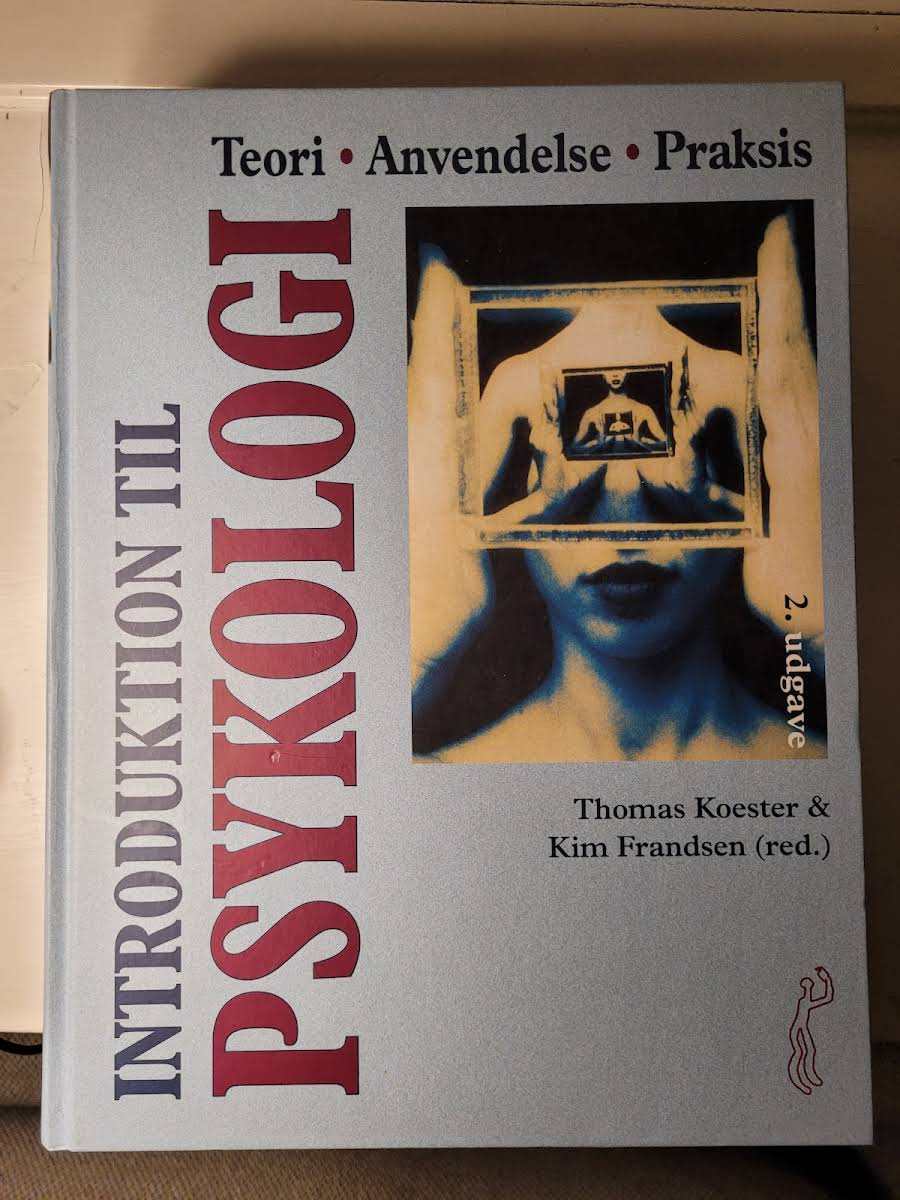 Teori • Anvendelse • Praksis
INTRODUKTION TIL
PSYKOLOGI
2. udgave
Thomas Koester &
Kim Frandsen (red.)